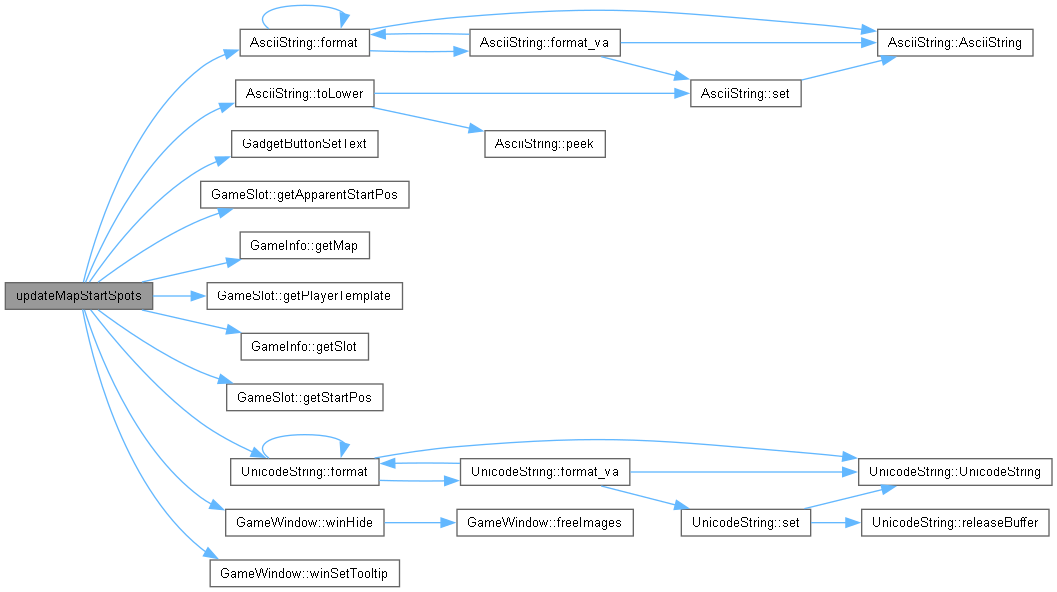 AsciiString::format
AsciiString::format_va
AsciiString::AsciiString
AsciiString::toLower
AsciiString::set
GadgetButtonSetText
AsciiString::peek
GameSlot::getApparentStartPos
GameInfo::getMap
updateMapStartSpots
GameSlot::getPlayerTemplate
GameInfo::getSlot
GameSlot::getStartPos
UnicodeString::format
UnicodeString::format_va
UnicodeString::UnicodeString
GameWindow::winHide
GameWindow::freeImages
UnicodeString::set
UnicodeString::releaseBuffer
GameWindow::winSetTooltip